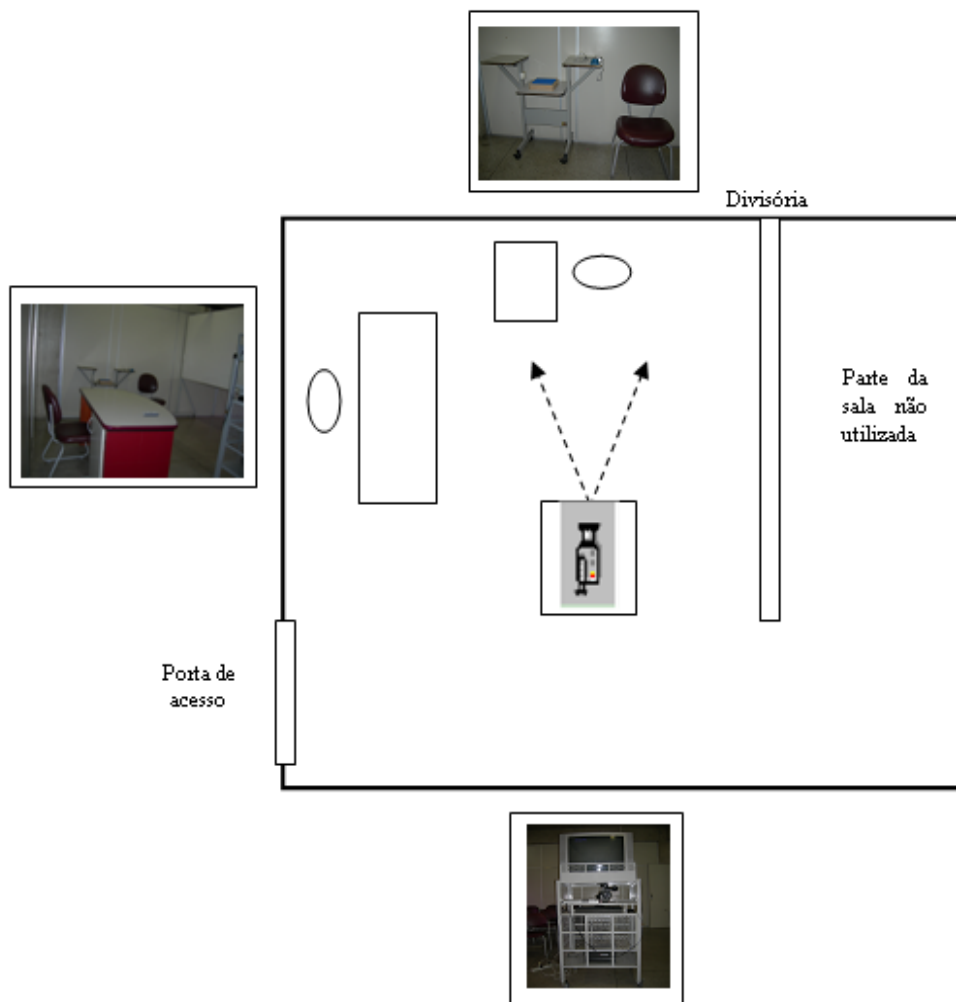 Divisória
Parte da
sala não
utilizada
Porta de
acesso